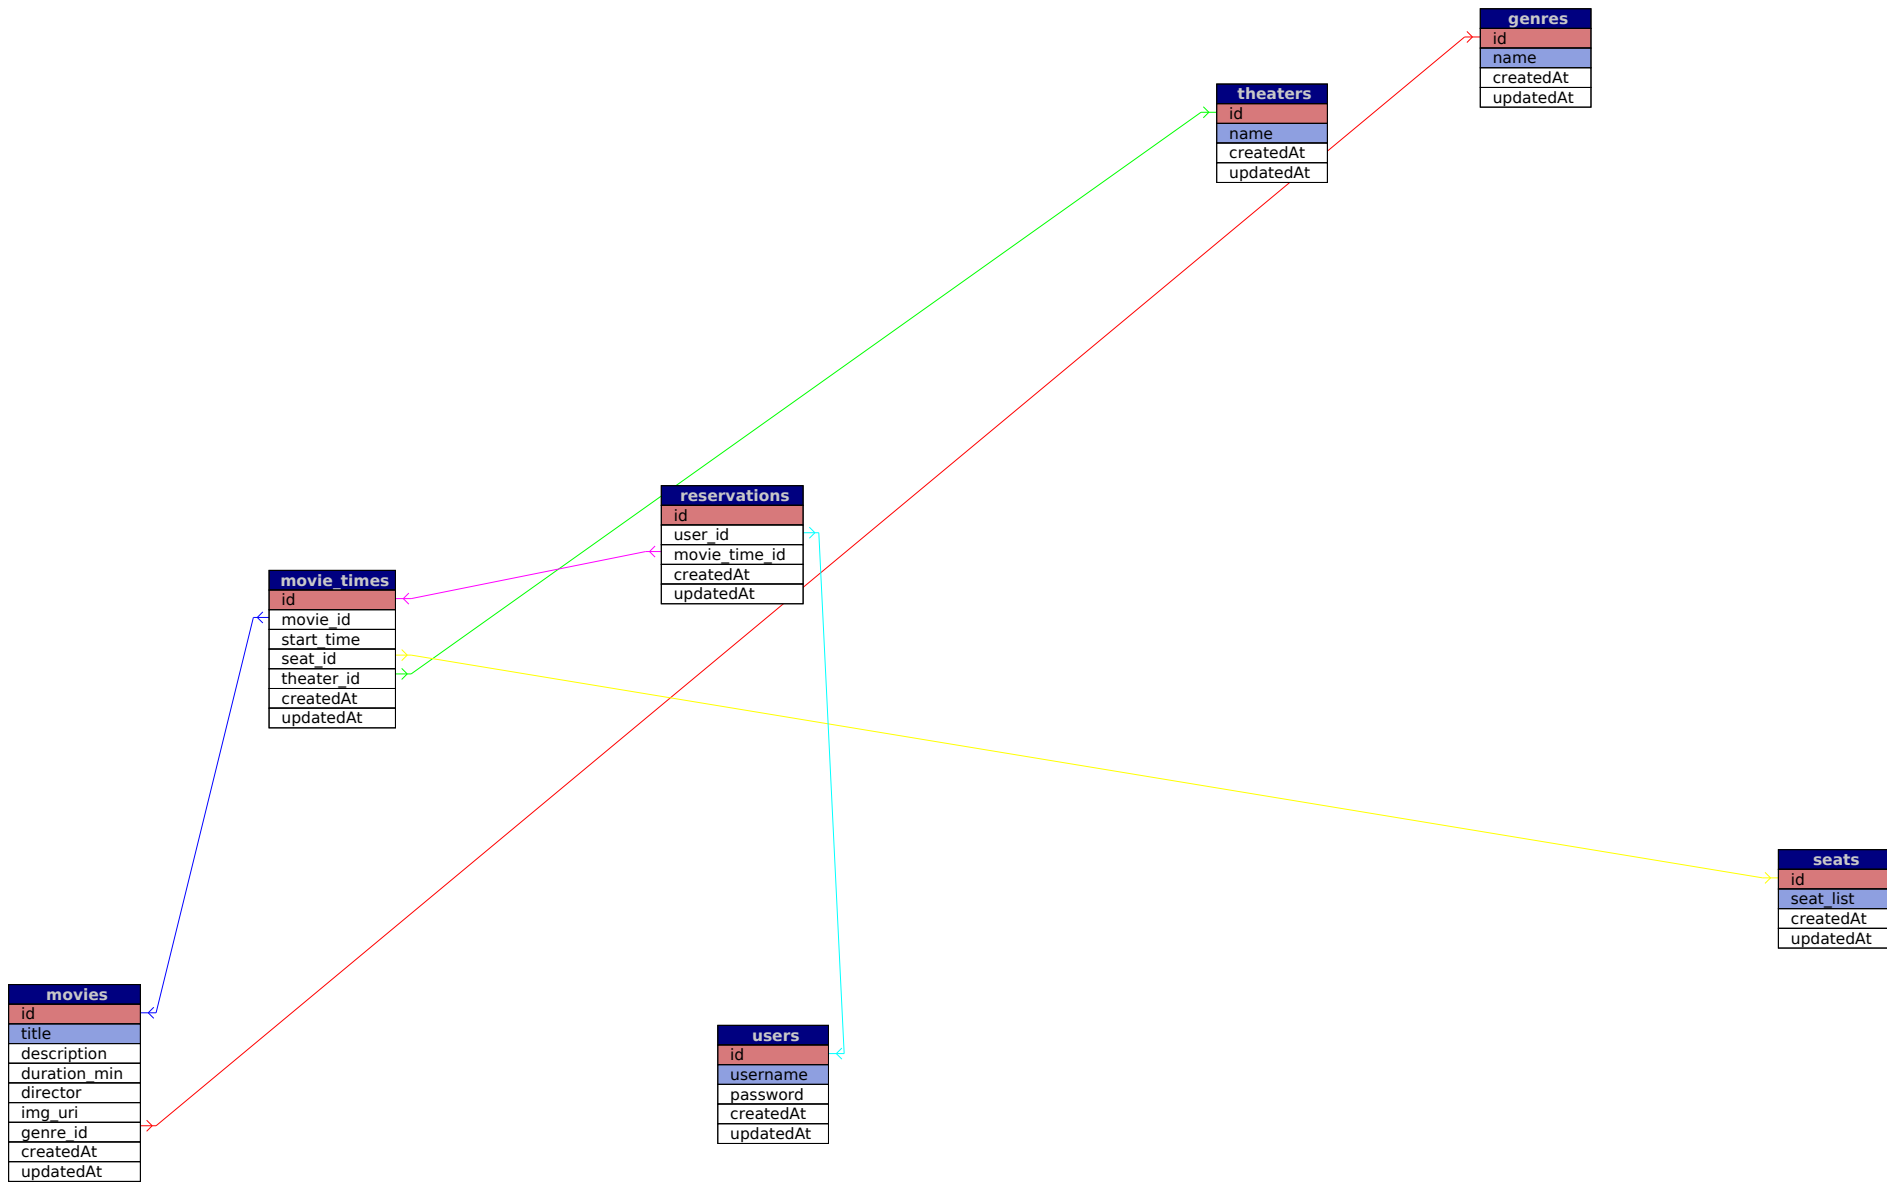 genres
id
name
createdAt
updatedAt
theaters
id
name
createdAt
updatedAt
reservations
id
user_id
movie_time_id
createdAt
updatedAt
movie_times
id
movie_id
start_time
seat_id
theater_id
createdAt
updatedAt
seats
id
seat_list
createdAt
updatedAt
movies
id
title
description
duration_min
director
img_uri
genre_id
createdAt
updatedAt
users
id
username
password
createdAt
updatedAt